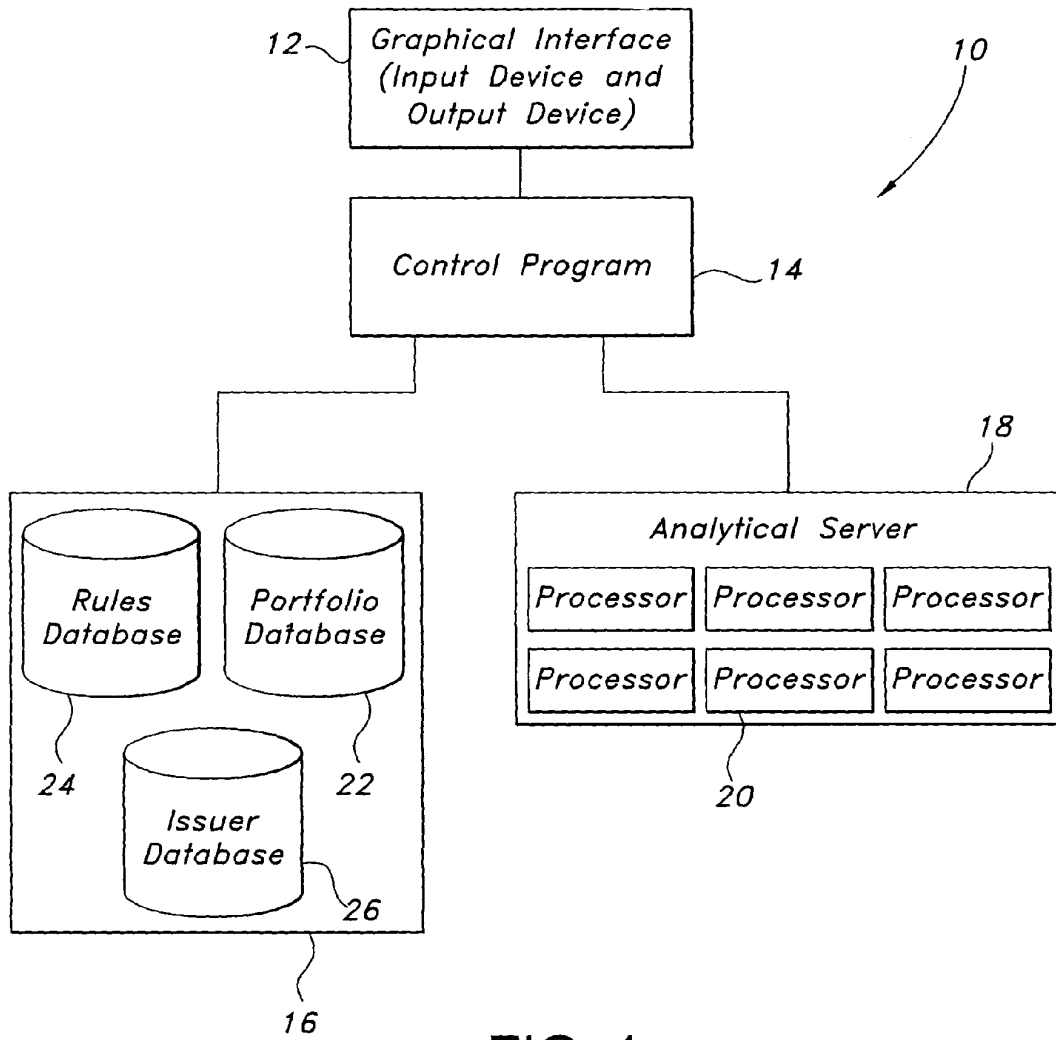 12
Graphical Interface
(Input Device and
Output Device)
10
Control Program
14
18
Rules
Database
Portfolio
Database
Analytical Server
Processor Processor Processor
Processor Processor Processor
24
22
20
Issuer
Database
26
16